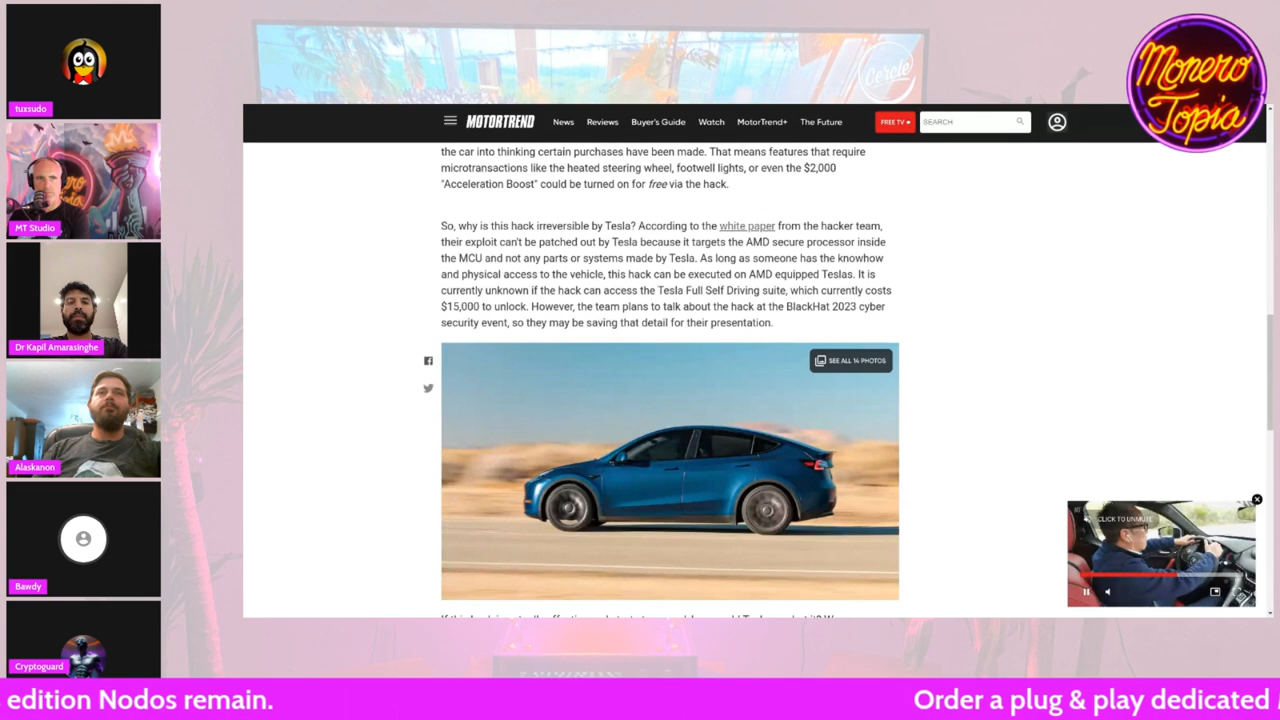 tuxsudo
MT Studio
Dr Kapil Amarasinghe
Alaskanon
Bawdy
Cryptoguard
Cercle
Monero
Topia
MOTORTREND News Reviews Buyer's Guide Watch MotorTrend+ The Future FREE TV SEARCH
the car into thinking certain purchases have been made. That means features that require
microtransactions like the heated steering wheel, footwell lights, or even the $2,000
"Acceleration Boost" could be turned on for free via the hack.
So, why is this hack irreversible by Tesla? According to the white paper from the hacker team,
their exploit can't be patched out by Tesla because it targets the AMD secure processor inside
the MCU and not any parts or systems made by Tesla. As long as someone has the knowhow
and physical access to the vehicle, this hack can be executed on AMD equipped Teslas. It is
currently unknown if the hack can access the Tesla Full Self Driving suite, which currently costs
$15,000 to unlock. However, the team plans to talk about the hack at the BlackHat 2023 cyber
security event, so they may be saving that detail for their presentation.
SEE ALL 14 PHOTOS
CLICK TO UNMUTE
edition Nodos remain.
Order a plug & play dedicated